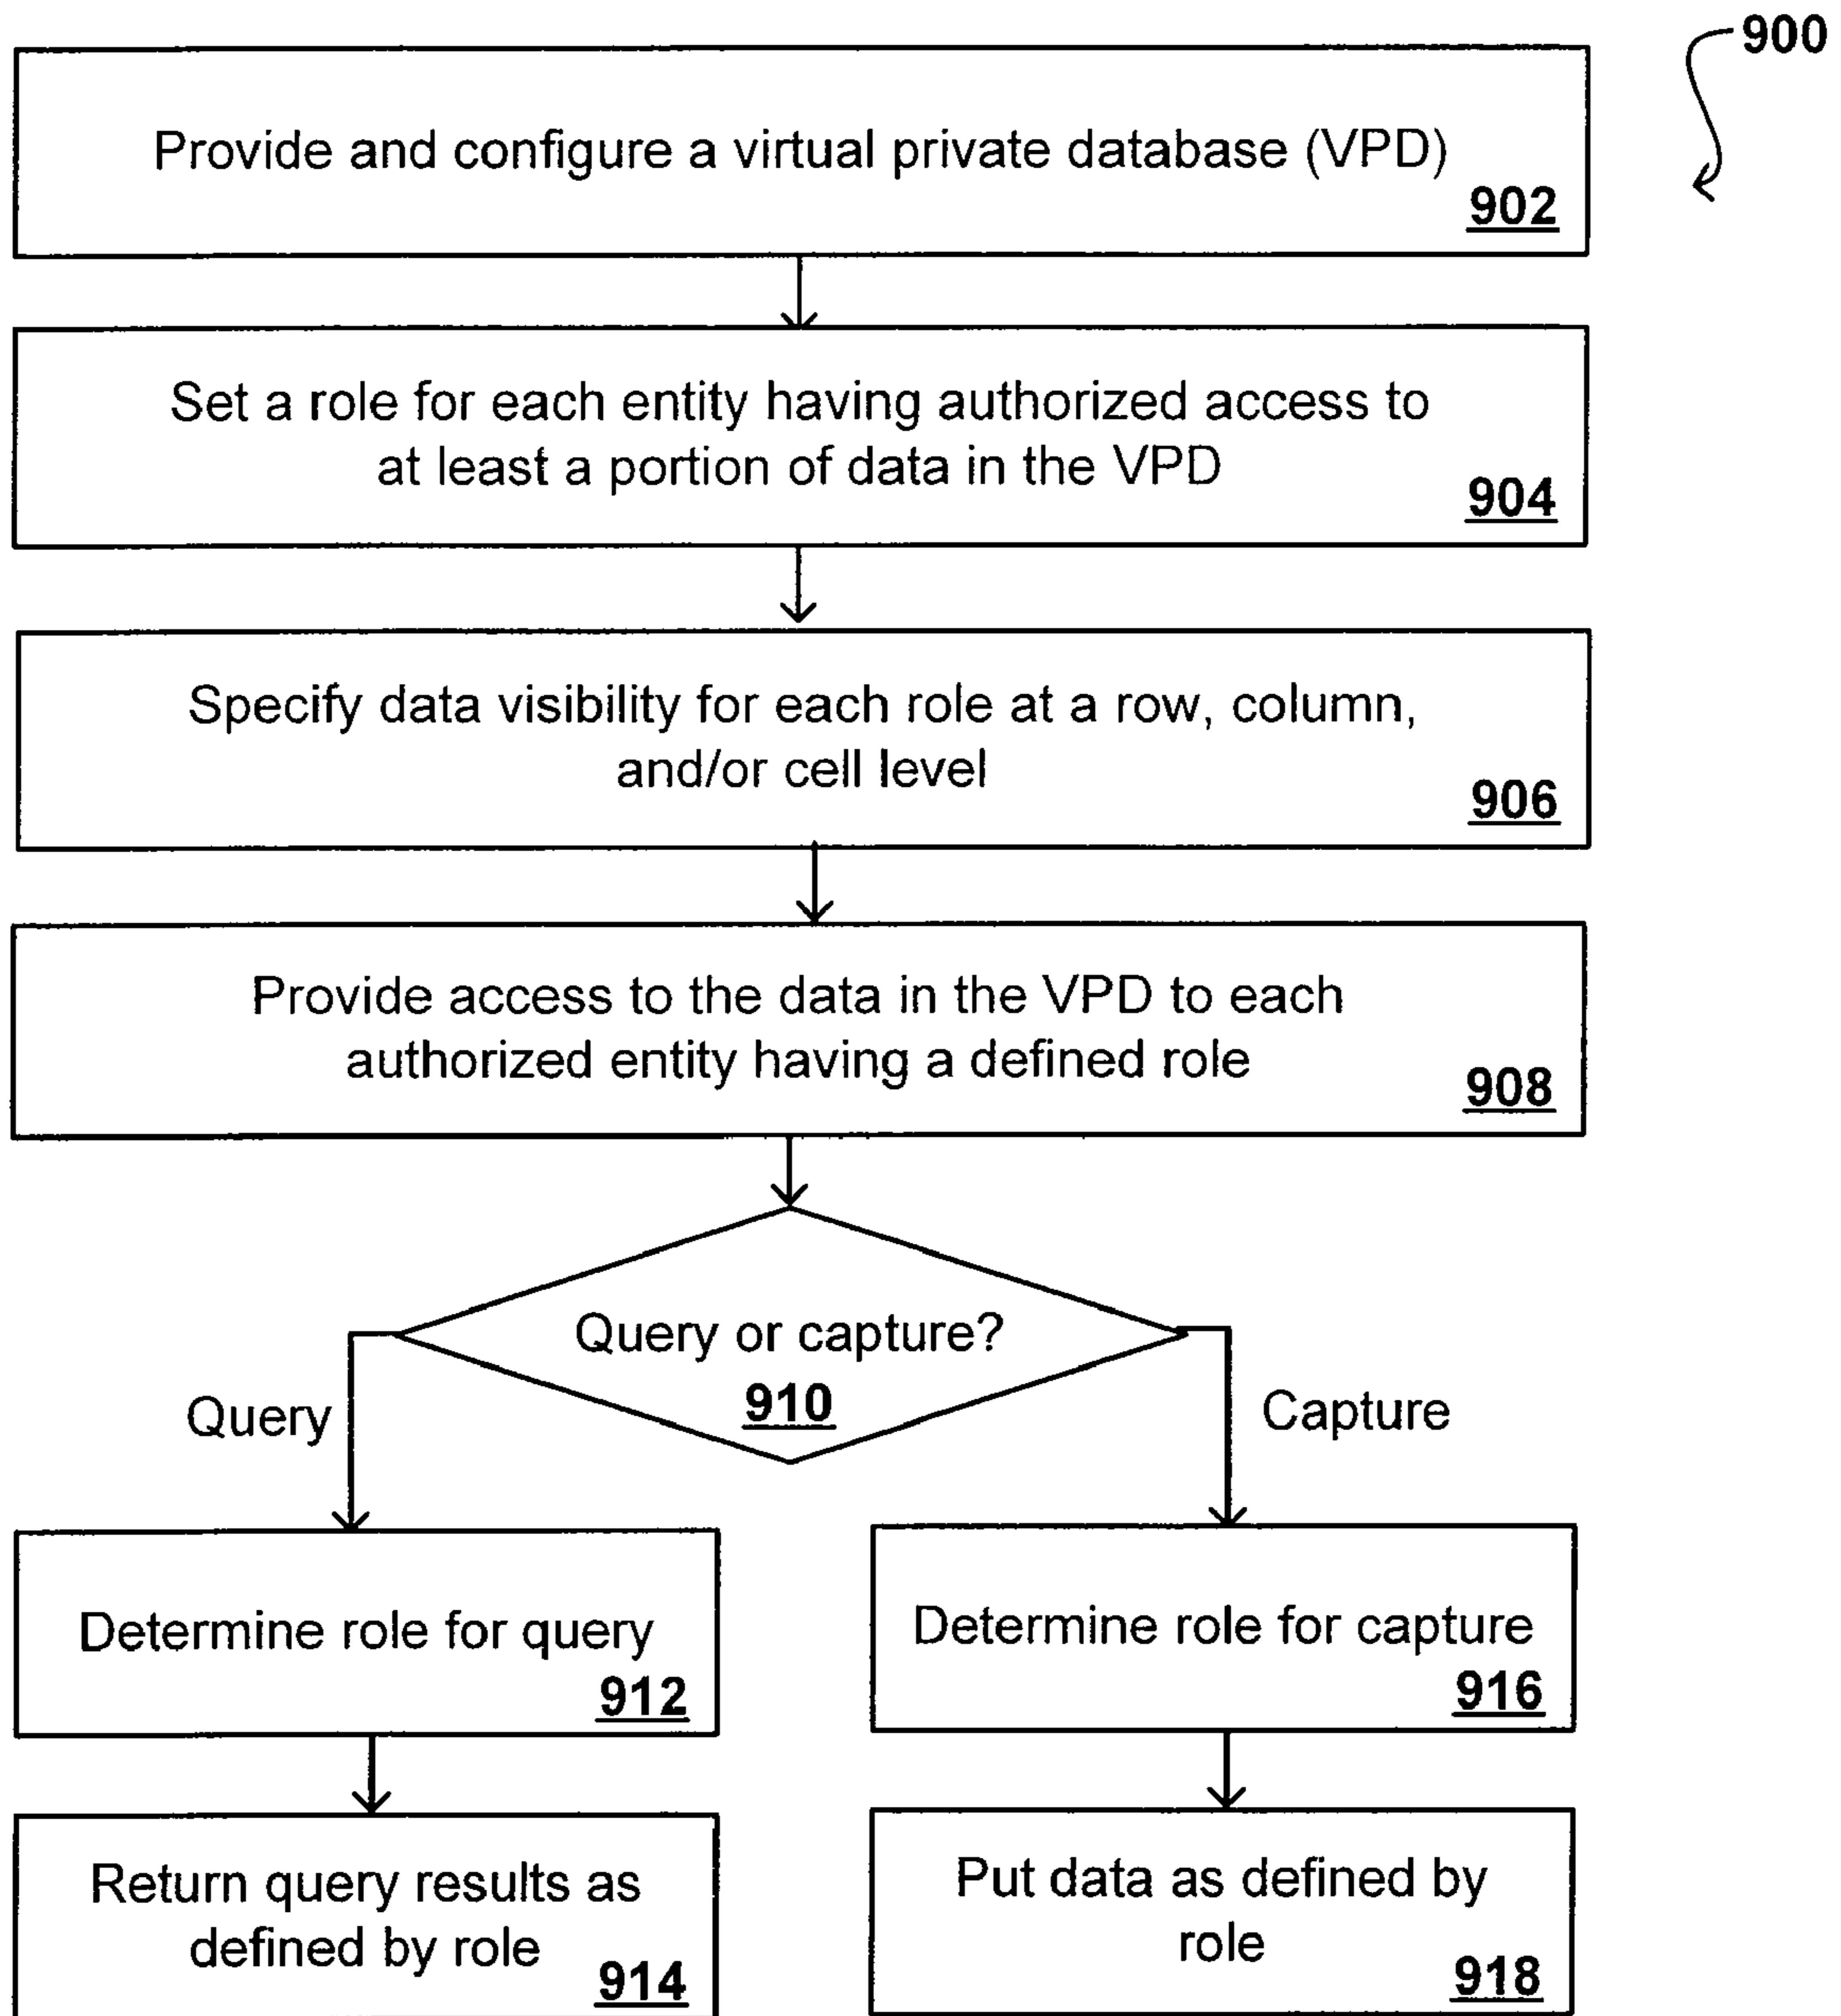 900
Provide and configure a virtual private database (VPD)
902
Set a role for each entity having authorized access to
at least a portion of data in the VPD
904
Specify data visibility for each role at a row, column,
and/or cell level
906
Provide access to the data in the VPD to each
authorized entity having a defined role
908
Query or capture?
910
Query
Capture
Determine role for query
912
Determine role for capture
916
Return query results as
defined by role
914
Put data as defined by
role
918